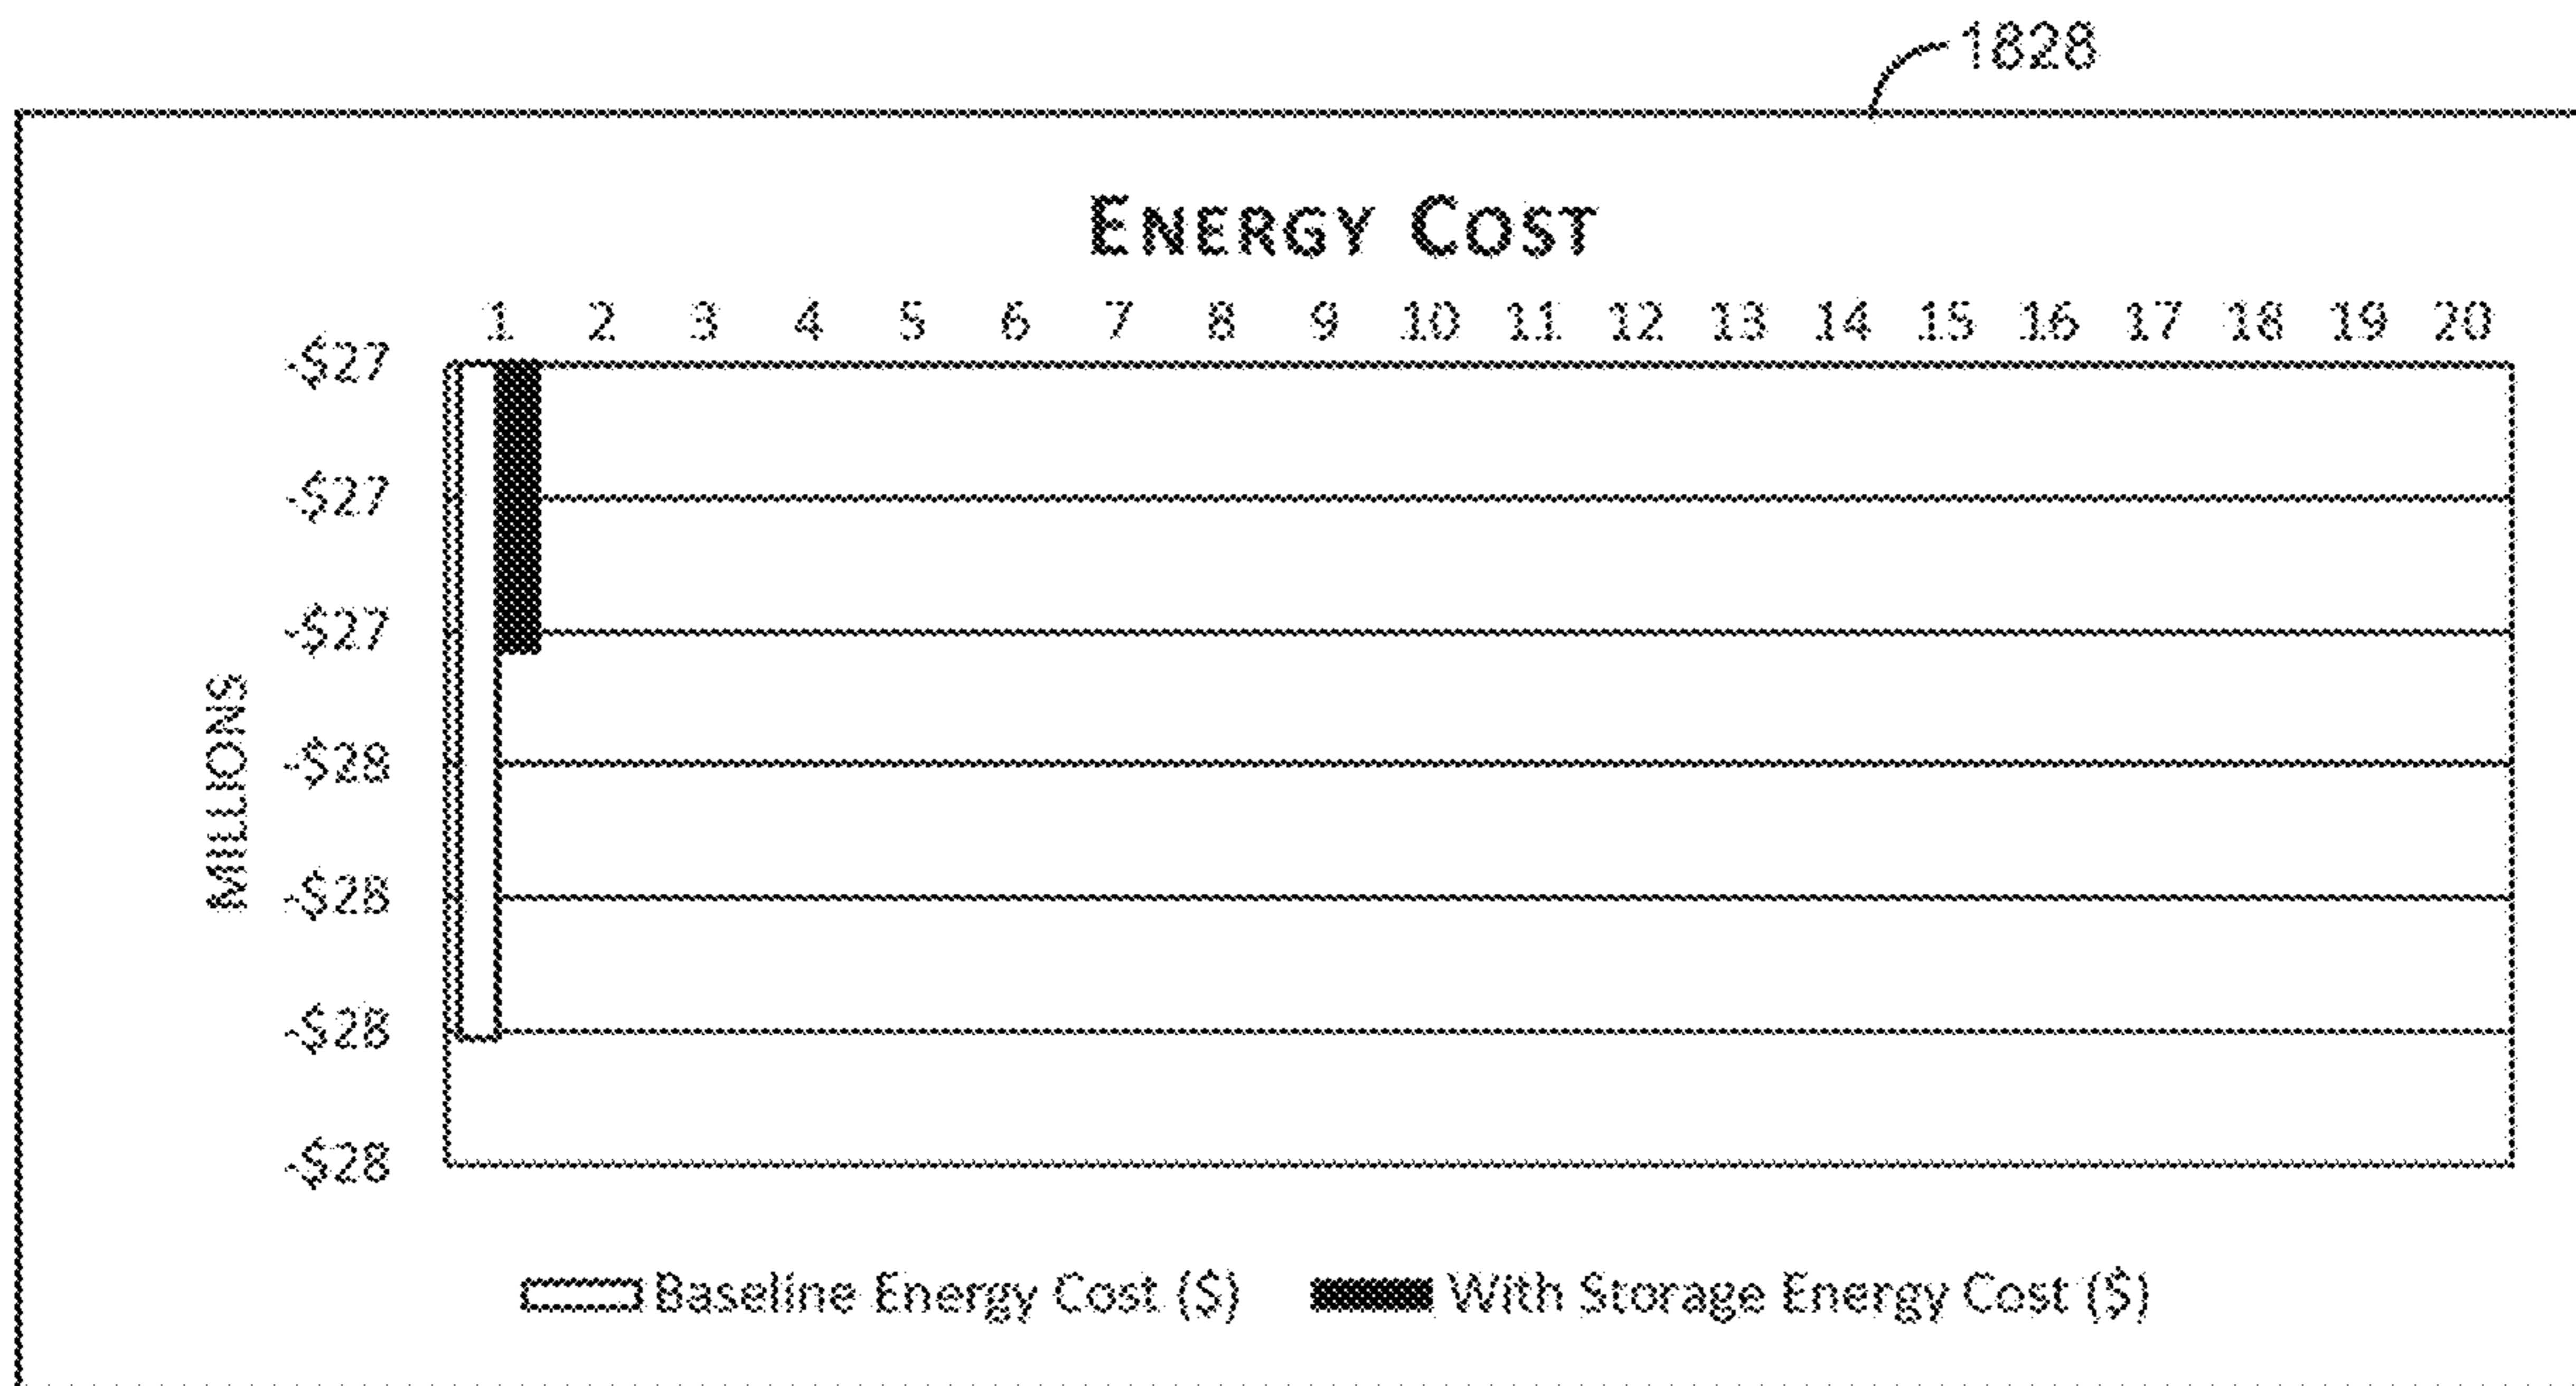 1828
ENERGY COST
1 2 3 4 5 6 7 8 9 10 11 12 13 14 15 16 17 18 19 20
-$27
-$27
-$27
-$28
-$28
-$28
-$28
MILLIONS
Baseline Energy Cost ($) With Storage Energy Cost ($)